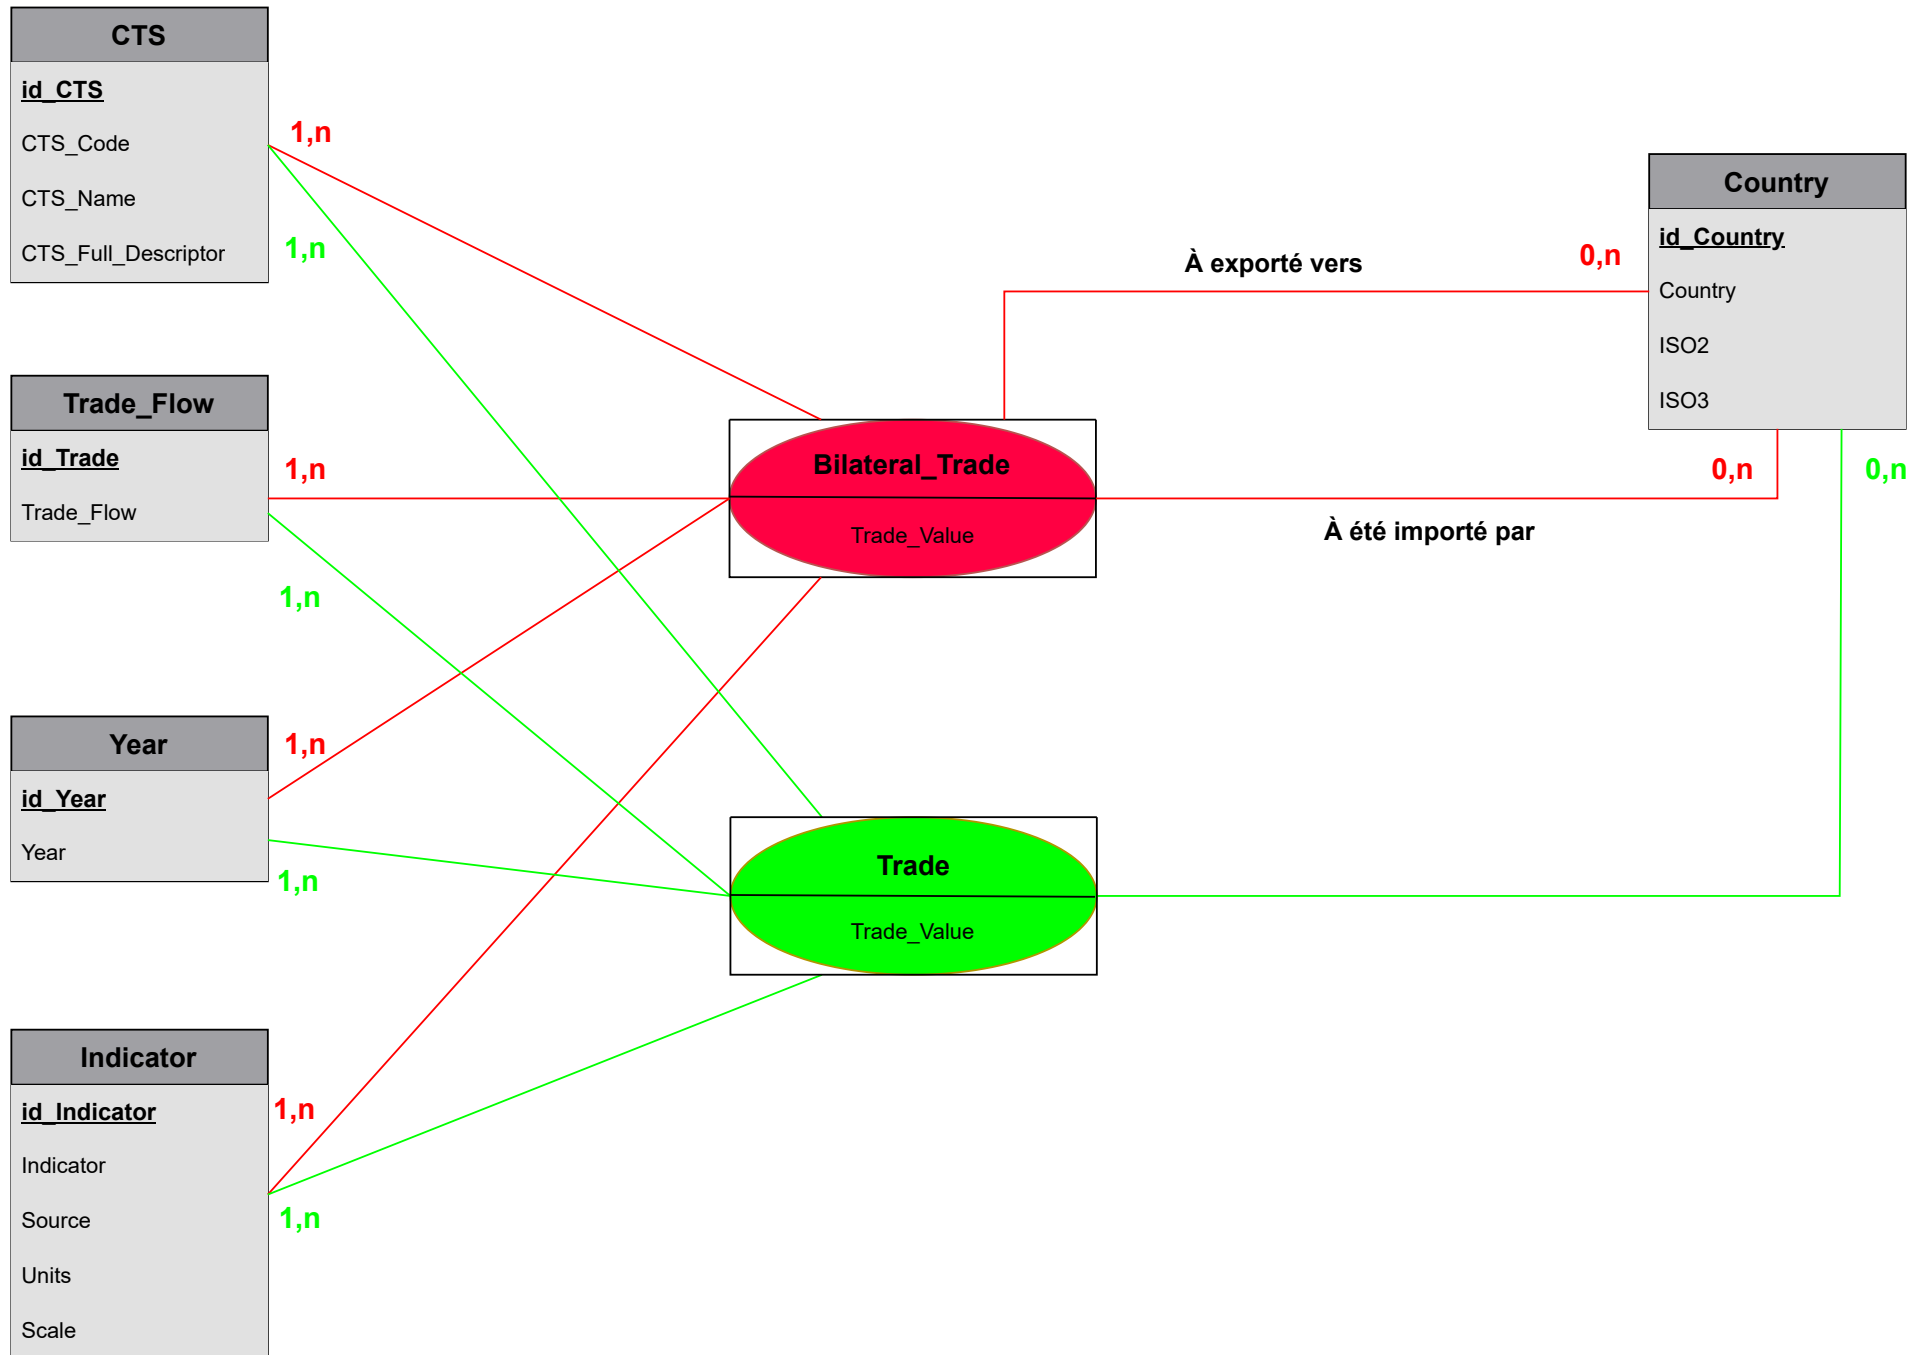 CTS
id_CTS
CTS_Code
CTS_Name
CTS_Full_Descriptor
1,n
1,n
Trade_Flow
id_Trade
Trade_Flow
1,n
1,n
Year
id_Year
Year
1,n
1,n
Indicator
id_Indicator
Indicator
Source
Units
Scale
1,n
1,n
Bilateral_Trade
Trade_Value
Trade
Trade_Value
À exporté vers
À été importé par
Country
id_Country
Country
ISO2
ISO3
0,n
0,n
0,n